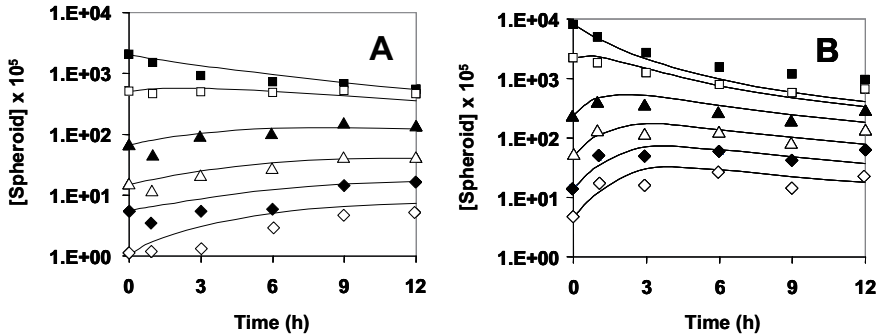 A
[Spheroid] x 10⁵
1.E+04
1.E+03
1.E+02
1.E+01
1.E+00
0 3 6 9 12
Time (h)
B
[Spheroid] x 10⁵
1.E+04
1.E+03
1.E+02
1.E+01
1.E+00
0 3 6 9 12
Time (h)